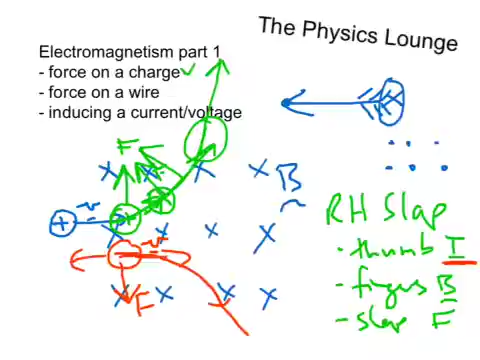 The Physics Lounge
Electromagnetism part 1
- force on a charge
- force on a wire
- inducing a current/voltage
F
B
v
+
v
F
RH Slap
- thumb I
- fingers B
- slap F